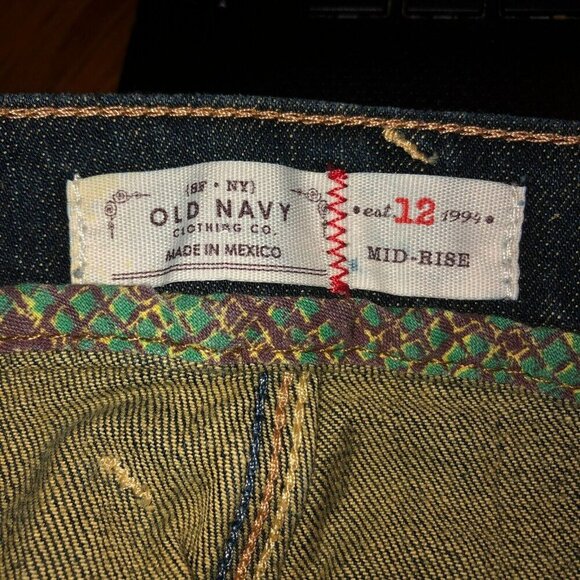 (SF • NY)
OLD NAVY
CLOTHING CO.
MADE IN MEXICO
• est. 12 1994 •
MID-RISE